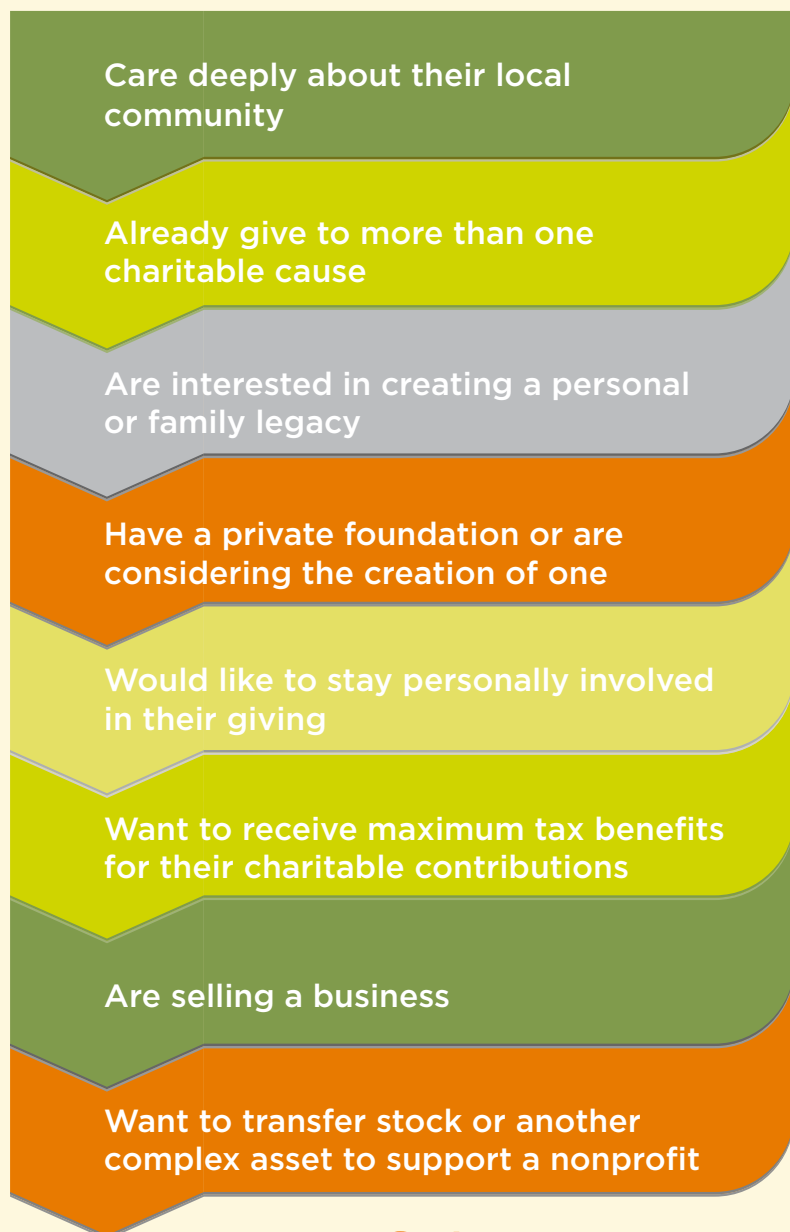 Care deeply about their local
community
Already give to more than one
charitable cause
Are interested in creating a personal
or family legacy
Have a private foundation or are
considering the creation of one
Would like to stay personally involved
in their giving
Want to receive maximum tax benefits
for their charitable contributions
Are selling a business
Want to transfer stock or another
complex asset to support a nonprofit